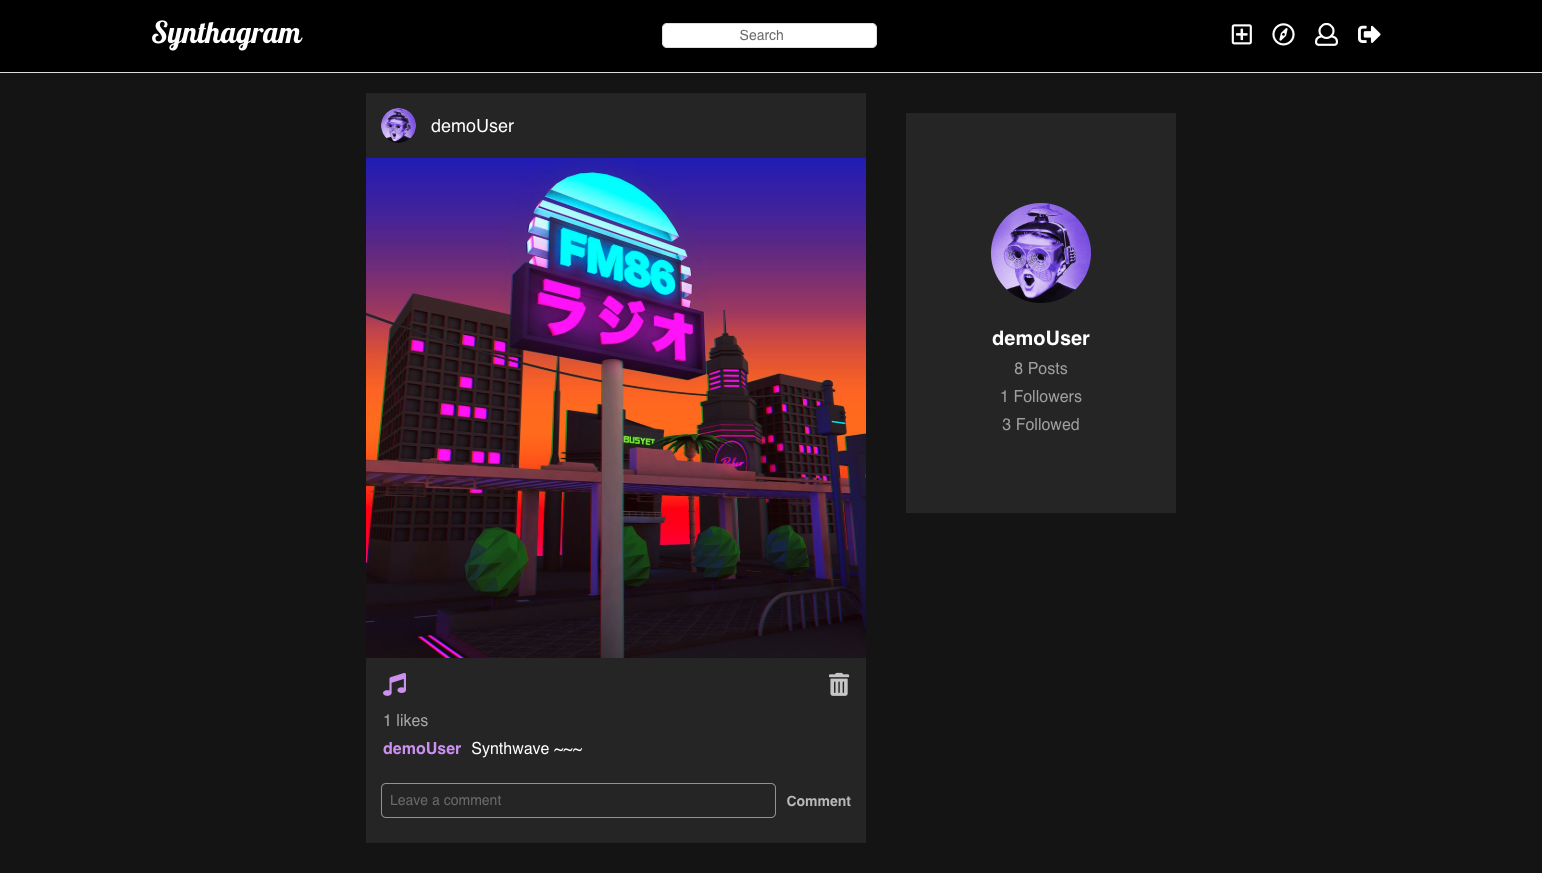 Synthagram
Search
demoUser
FM86
ラジオ
BUSYET
demoUser
8 Posts
1 Followers
3 Followed
1 likes
demoUser Synthwave ~~~
Leave a comment
Comment